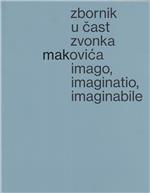 zbornik
u čast
zvonka
makovića
imago,
imaginatio,
imaginabile